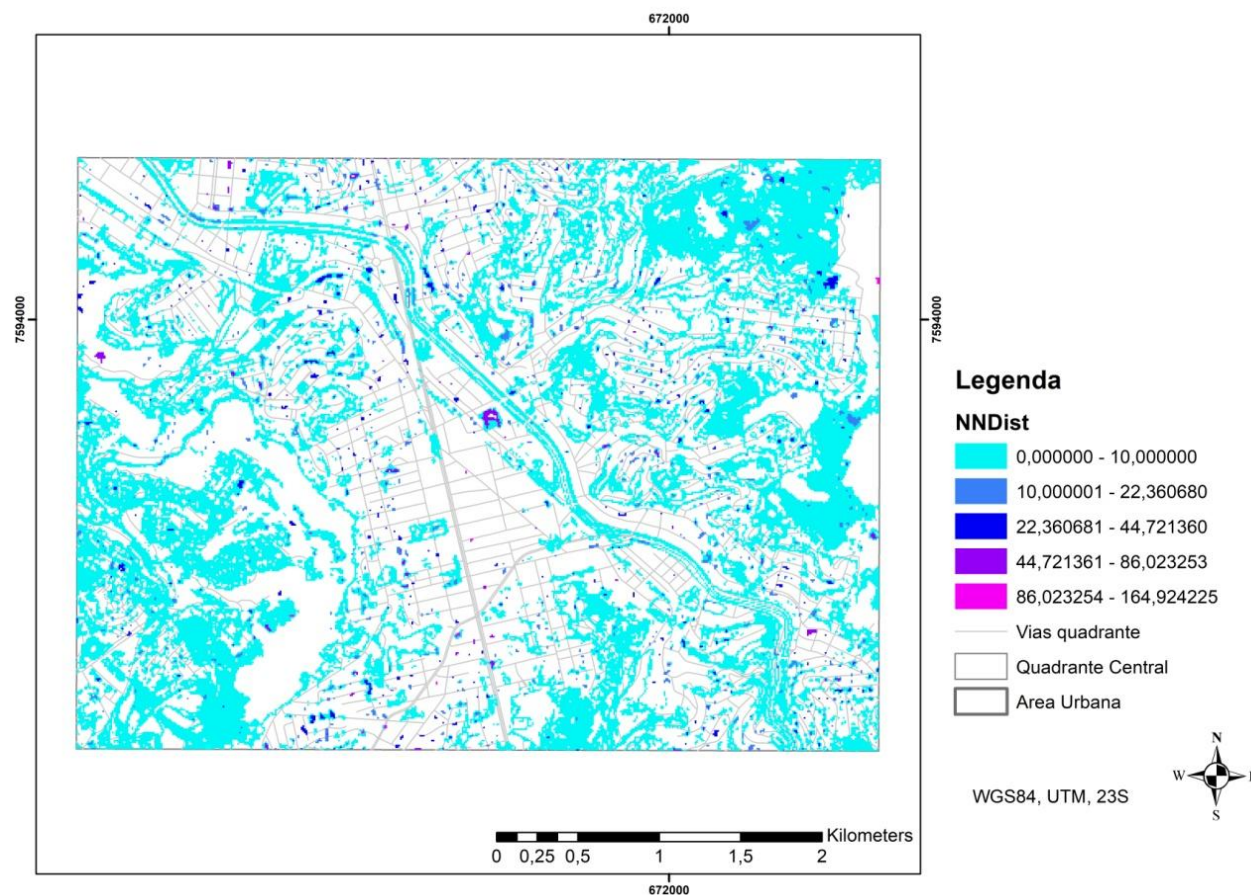 672000
7594000
7594000
Legenda
NNDist
0,000000 - 10,000000
10,000001 - 22,360680
22,360681 - 44,721360
44,721361 - 86,023253
86,023254 - 164,924225
Vias quadrante
Quadrante Central
Area Urbana
N
W E
S
WGS84, UTM, 23S
Kilometers
0 0,25 0,5 1 1,5 2
672000